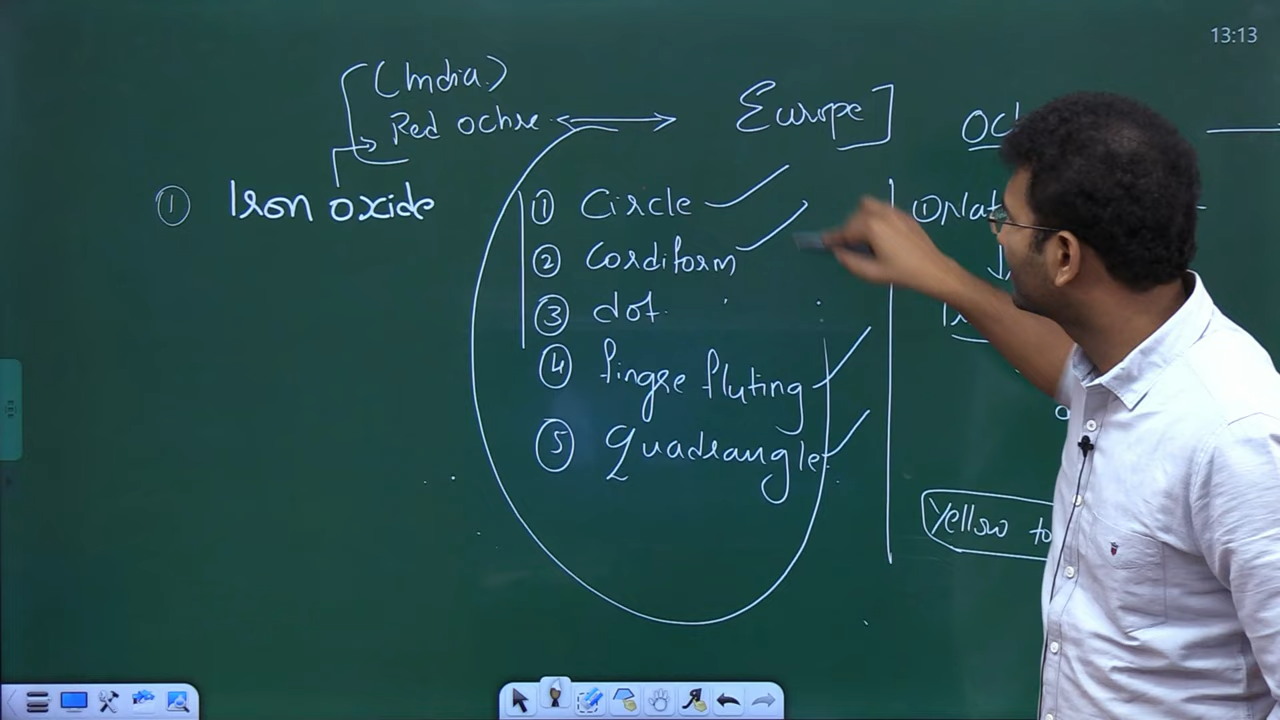 13:13
(India)
Red ochre
Europe]
① Iron oxide
① Circle
② Cordiform
③ dot
④ fingre fluting
⑤ Quadrangle
Yellow to